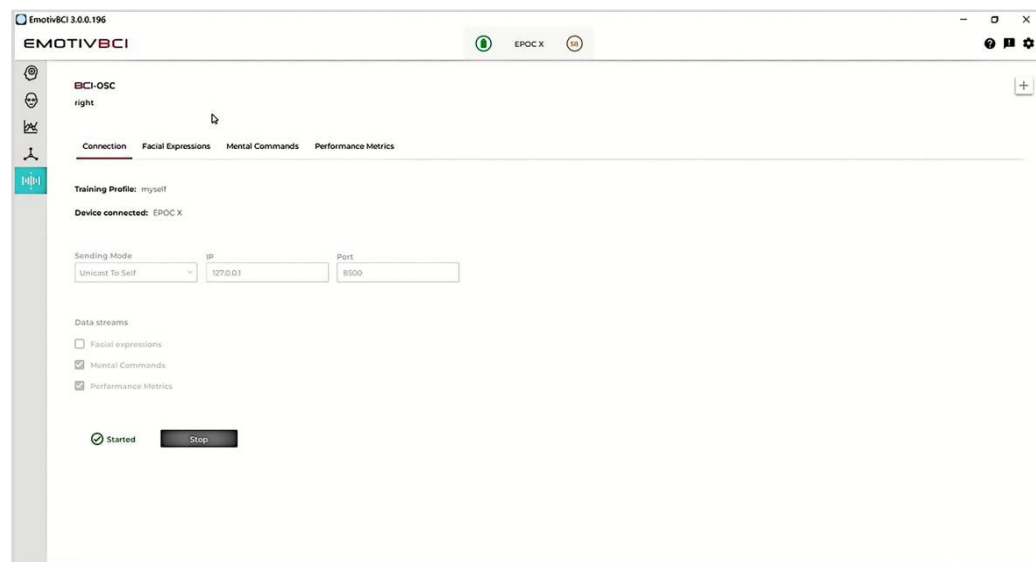 EmotivBCI 3.0.0.196
EMOTIVBCI
EPOC X 58
BCI-OSC
right
Connection Facial Expressions Mental Commands Performance Metrics
Training Profile: myself
Device connected: EPOC X
Sending Mode IP Port
Unicast To Self 127.0.0.1 8500
Data streams
Facial expressions
Mental Commands
Performance Metrics
Started Stop